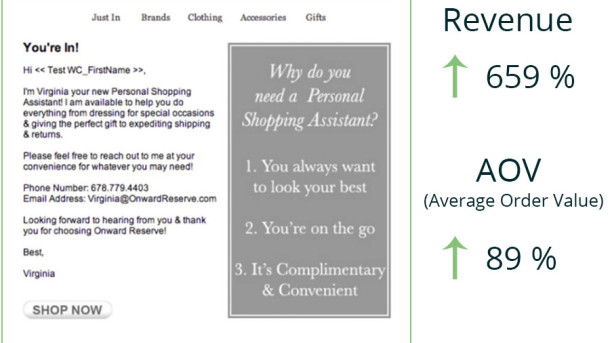 Just In Brands Clothing Accessories Gifts
You're In!
Hi << Test WC_FirstName >>,
I'm Virginia your new Personal Shopping
Assistant! I am available to help you do
everything from dressing for special occasions
& giving the perfect gift to expediting shipping
& returns.
Please feel free to reach out to me at your
convenience for whatever you may need!
Phone Number: 678.779.4403
Email Address: Virginia@OnwardReserve.com
Looking forward to hearing from you & thank
you for choosing Onward Reserve!
Best,
Virginia
SHOP NOW
Why do you
need a Personal
Shopping Assistant?
1. You always want
to look your best
2. You're on the go
3. It's Complimentary
& Convenient
Revenue
↑ 659 %
AOV
(Average Order Value)
↑ 89 %